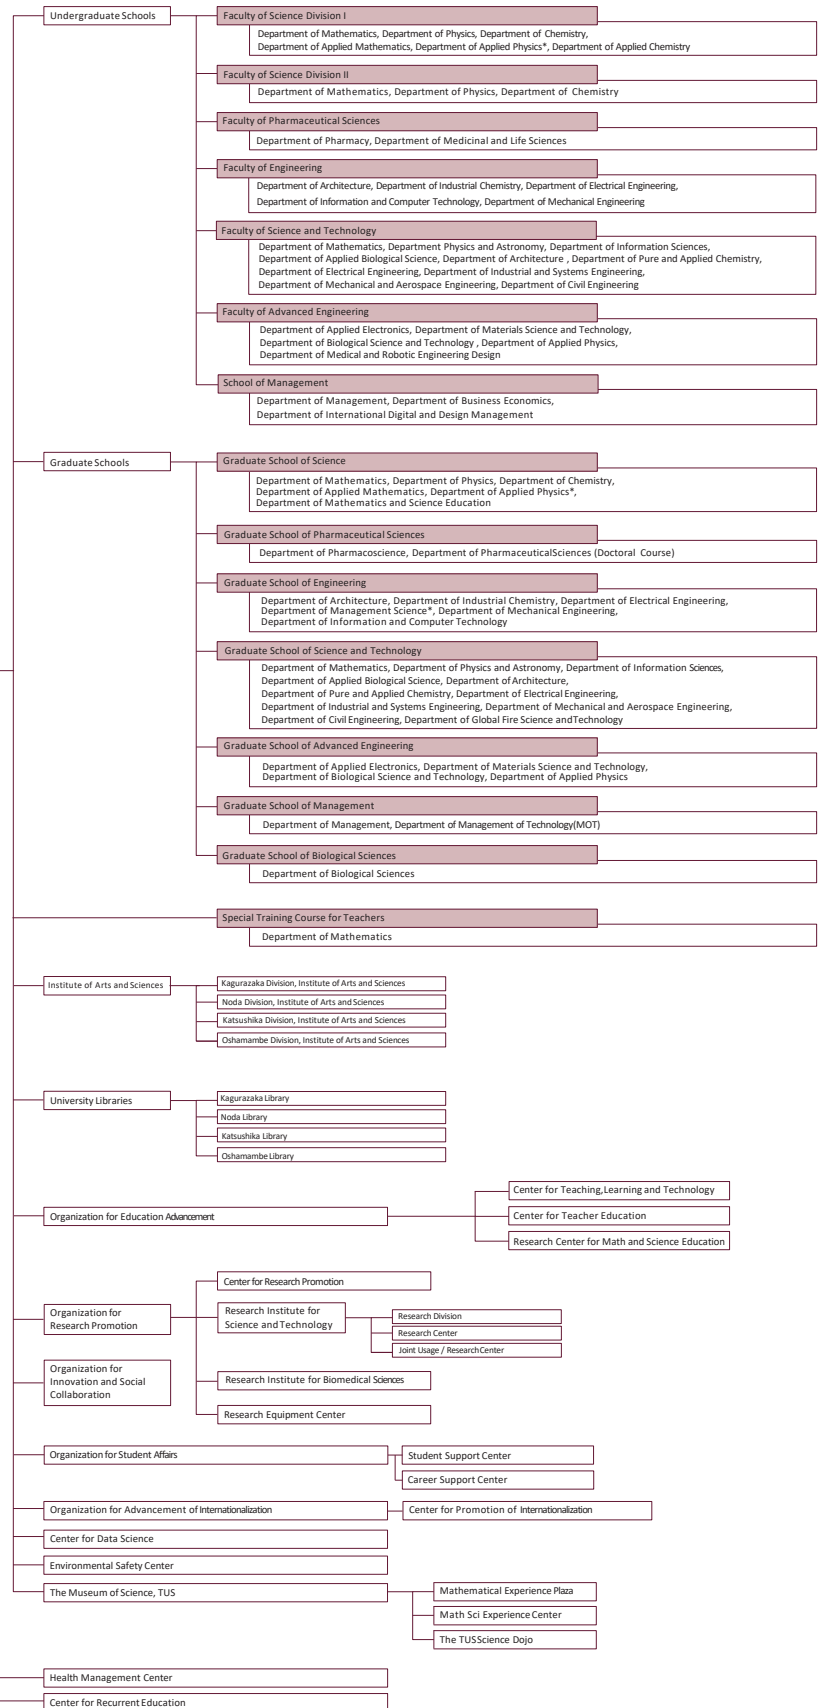 Undergraduate Schools
Faculty of Science Division I
Department of Mathematics, Department of Physics, Department of Chemistry,
Department of Applied Mathematics, Department of Applied Physics*, Department of Applied Chemistry
Faculty of Science Division II
Department of Mathematics, Department of Physics, Department of Chemistry
Faculty of Pharmaceutical Sciences
Department of Pharmacy, Department of Medicinal and Life Sciences
Faculty of Engineering
Department of Architecture, Department of Industrial Chemistry, Department of Electrical Engineering,
Department of Information and Computer Technology, Department of Mechanical Engineering
Faculty of Science and Technology
Department of Mathematics, Department Physics and Astronomy, Department of Information Sciences,
Department of Applied Biological Science, Department of Architecture , Department of Pure and Applied Chemistry,
Department of Electrical Engineering, Department of Industrial and Systems Engineering,
Department of Mechanical and Aerospace Engineering, Department of Civil Engineering
Faculty of Advanced Engineering
Department of Applied Electronics, Department of Materials Science and Technology,
Department of Biological Science and Technology , Department of Applied Physics,
Department of Medical and Robotic Engineering Design
School of Management
Department of Management, Department of Business Economics,
Department of International Digital and Design Management
Graduate Schools
Graduate School of Science
Department of Mathematics, Department of Physics, Department of Chemistry,
Department of Applied Mathematics, Department of Applied Physics*,
Department of Mathematics and Science Education
Graduate School of Pharmaceutical Sciences
Department of Pharmacoscience, Department of PharmaceuticalSciences (Doctoral Course)
Graduate School of Engineering
Department of Architecture, Department of Industrial Chemistry, Department of Electrical Engineering,
Department of Management Science*, Department of Mechanical Engineering,
Department of Information and Computer Technology
Graduate School of Science and Technology
Department of Mathematics, Department of Physics and Astronomy, Department of Information Sciences,
Department of Applied Biological Science, Department of Architecture,
Department of Pure and Applied Chemistry, Department of Electrical Engineering,
Department of Industrial and Systems Engineering, Department of Mechanical and Aerospace Engineering,
Department of Civil Engineering, Department of Global Fire Science andTechnology
Graduate School of Advanced Engineering
Department of Applied Electronics, Department of Materials Science and Technology,
Department of Biological Science and Technology, Department of Applied Physics
Graduate School of Management
Department of Management, Department of Management of Technology(MOT)
Graduate School of Biological Sciences
Department of Biological Sciences
Special Training Course for Teachers
Department of Mathematics
Institute of Arts and Sciences
Kagurazaka Division, Institute of Arts and Sciences
Noda Division, Institute of Arts and Sciences
Katsushika Division, Institute of Arts and Sciences
Oshamambe Division, Institute of Arts and Sciences
University Libraries
Kagurazaka Library
Noda Library
Katsushika Library
Oshamambe Library
Organization for Education Advancement
Center for Teaching,Learning and Technology
Center for Teacher Education
Research Center for Math and Science Education
Organization for
Research Promotion
Center for Research Promotion
Research Institute for
Science and Technology
Research Division
Research Center
Joint Usage / ResearchCenter
Organization for
Innovation and Social
Collaboration
Research Institute for Biomedical Sciences
Research Equipment Center
Organization for Student Affairs
Student Support Center
Career Support Center
Organization for Advancement of Internationalization
Center for Promotion of Internationalization
Center for Data Science
Environmental Safety Center
The Museum of Science, TUS
Mathematical Experience Plaza
Math Sci Experience Center
The TUSScience Dojo
Health Management Center
Center for Recurrent Education